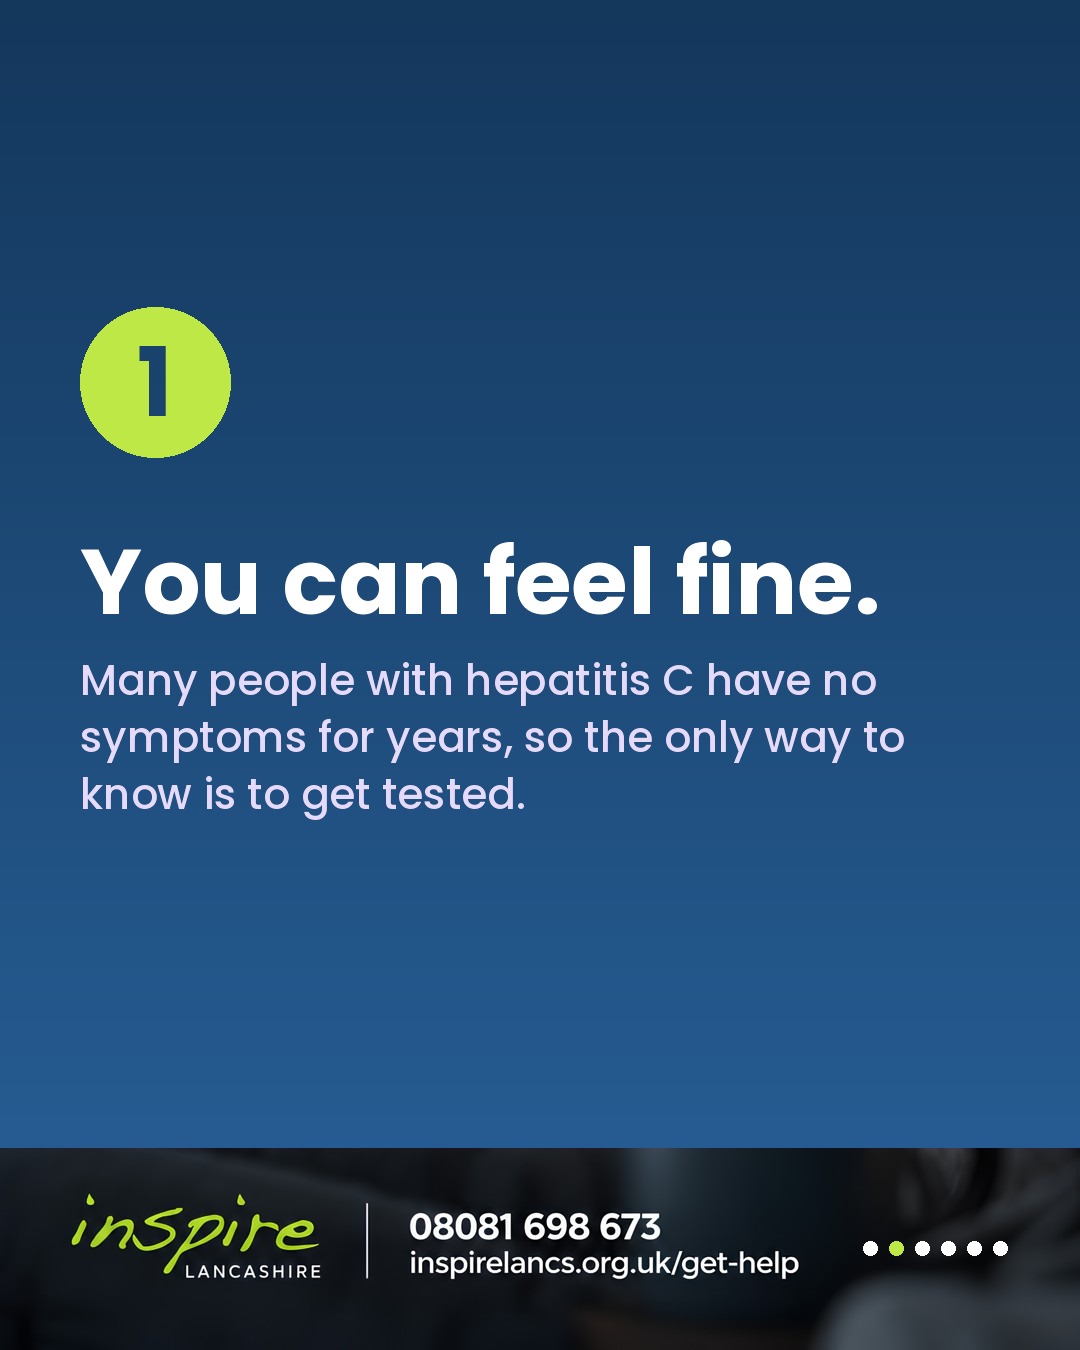 1
You can feel fine.
Many people with hepatitis C have no
symptoms for years, so the only way to
know is to get tested.
inspire
LANCASHIRE
08081 698 673
inspirelancs.org.uk/get-help